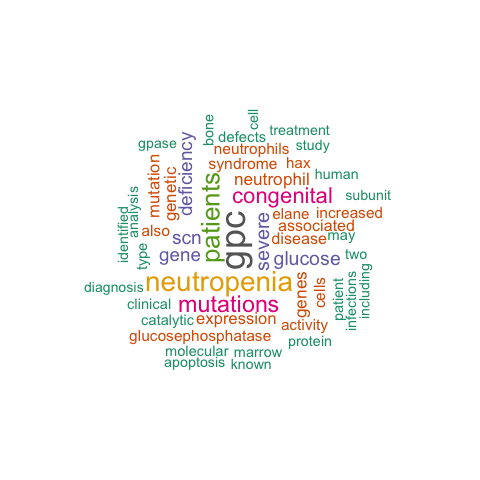 cell
bone
treatment
defects
gpase
study
neutrophils
deficiency
syndrome
hax
mutation
genetic
human
neutrophil
patients
congenital
subunit
analysis
identified
gpc
severe
elane
increased
also
associated
scn
disease
may
type
gene
glucose
two
neutropenia
genes
cells
patient
infections
including
diagnosis
clinical
mutations
catalytic
expression
activity
glucosephosphatase
protein
molecular
marrow
apoptosis
known